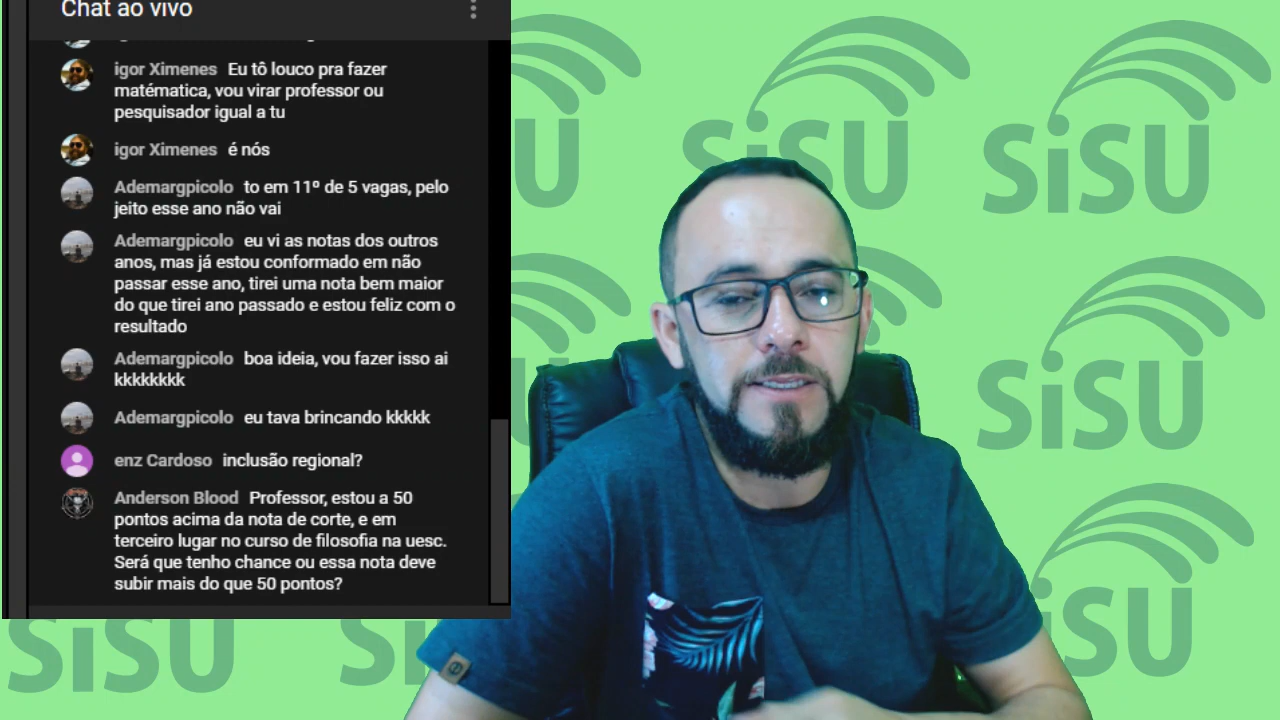 Chat ao vivo
igor Ximenes Eu tô louco pra fazer
matématica, vou virar professor ou
pesquisador igual a tu
igor Ximenes é nós
Ademargpicolo to em 11º de 5 vagas, pelo
jeito esse ano não vai
Ademargpicolo eu vi as notas dos outros
anos, mas já estou conformado em não
passar esse ano, tirei uma nota bem maior
do que tirei ano passado e estou feliz com o
resultado
Ademargpicolo boa ideia, vou fazer isso ai
kkkkkkkk
Ademargpicolo eu tava brincando kkkkk
enz Cardoso inclusão regional?
Anderson Blood Professor, estou a 50
pontos acima da nota de corte, e em
terceiro lugar no curso de filosofia na uesc.
Será que tenho chance ou essa nota deve
subir mais do que 50 pontos?
SiSU
SiSU
SiSU
SiSU
SiSU